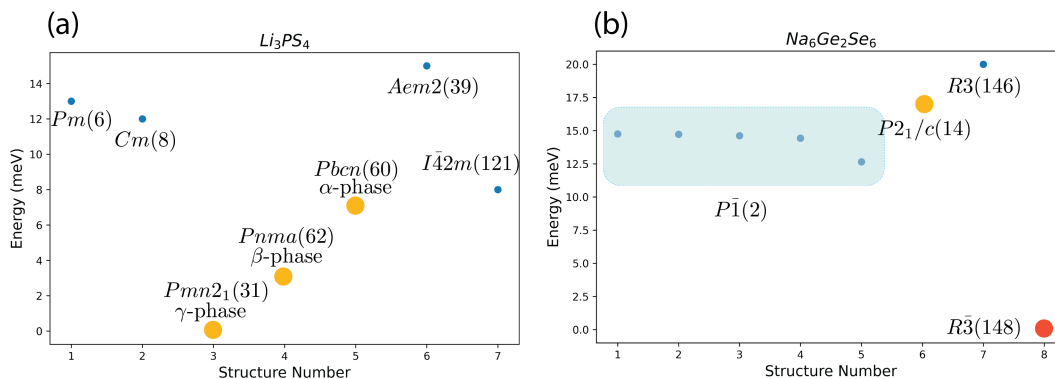 (a)
Li₃PS₄
Energy (meV)
14
12
10
8
6
4
2
0
Pm(6)
Cm(8)
Aem2(39)
Pbcn(60)
α-phase
I4̄2m(121)
Pnma(62)
β-phase
Pmn2₁(31)
γ-phase
1 2 3 4 5 6 7
Structure Number
(b)
Na₆Ge₂Se₆
Energy (meV)
20.0
17.5
15.0
12.5
10.0
7.5
5.0
2.5
0.0
R3(146)
P2₁/c(14)
P1̄(2)
R3̄(148)
1 2 3 4 5 6 7 8
Structure Number